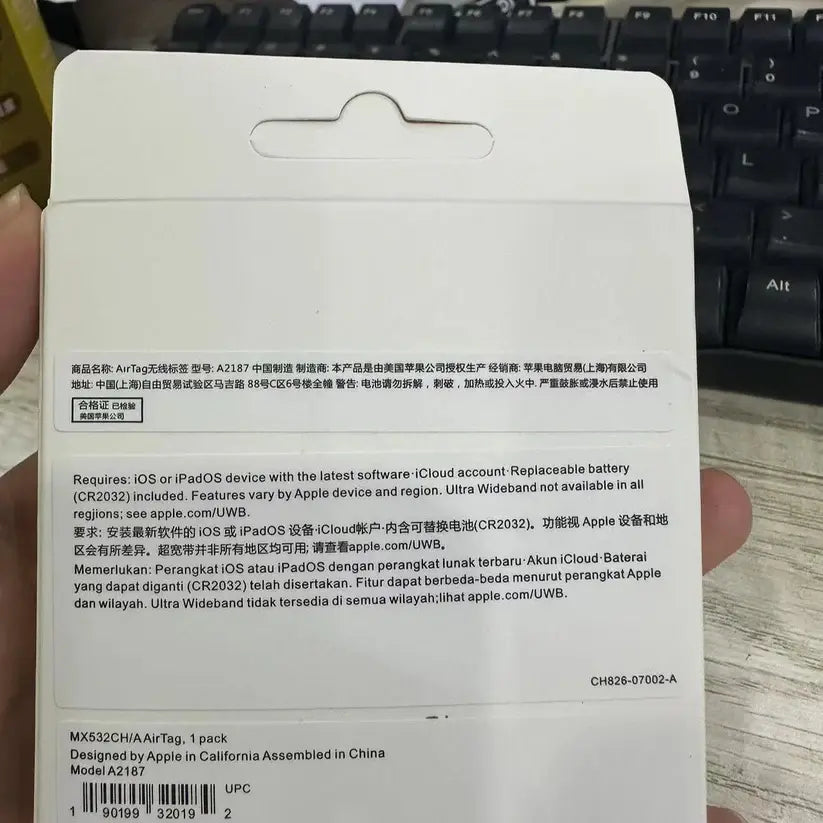 F9
F10
F11
O
P
L
Alt
商品名称: AirTag无线标签 型号: A2187 中国制造 制造商: 本产品是由美国苹果公司授权生产 经销商: 苹果电脑贸易(上海)有限公司
地址: 中国(上海)自由贸易试验区马吉路 88号C区6号楼全幢 警告: 电池请勿拆解，刺破，加热或投入火中. 严重鼓胀或浸水后禁止使用
合格证 已检验
美国苹果公司
Requires: iOS or iPadOS device with the latest software·iCloud account·Replaceable battery
(CR2032) included. Features vary by Apple device and region. Ultra Wideband not available in all
regjions; see apple.com/UWB.
要求: 安装最新软件的 iOS 或 iPadOS 设备·iCloud帐户·内含可替换电池(CR2032)。功能视 Apple 设备和地
区会有所差异。超宽带并非所有地区均可用; 请查看apple.com/UWB。
Memerlukan: Perangkat iOS atau iPadOS dengan perangkat lunak terbaru·Akun iCloud·Baterai
yang dapat diganti (CR2032) telah disertakan. Fitur dapat berbeda-beda menurut perangkat Apple
dan wilayah. Ultra Wideband tidak tersedia di semua wilayah;lihat apple.com/UWB.
CH826-07002-A
MX532CH/A AirTag, 1 pack
Designed by Apple in California Assembled in China
Model A2187
UPC
1 90199 32019 2